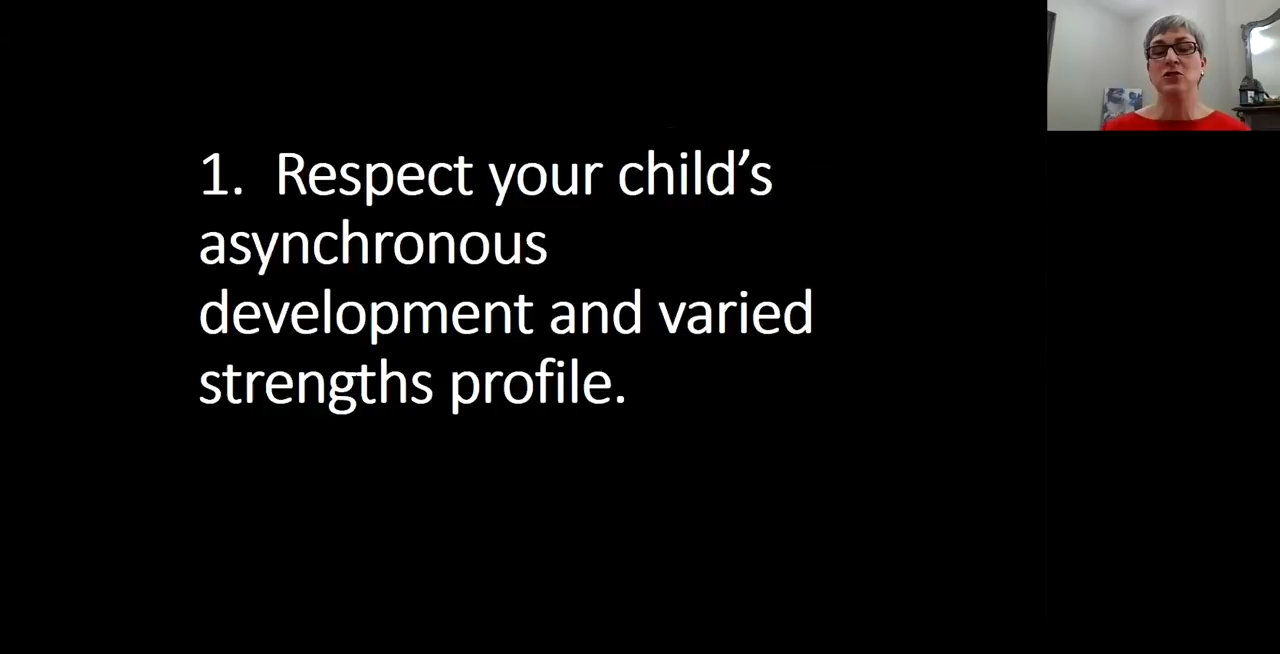 1.  Respect your child’s
asynchronous
development and varied
strengths profile.